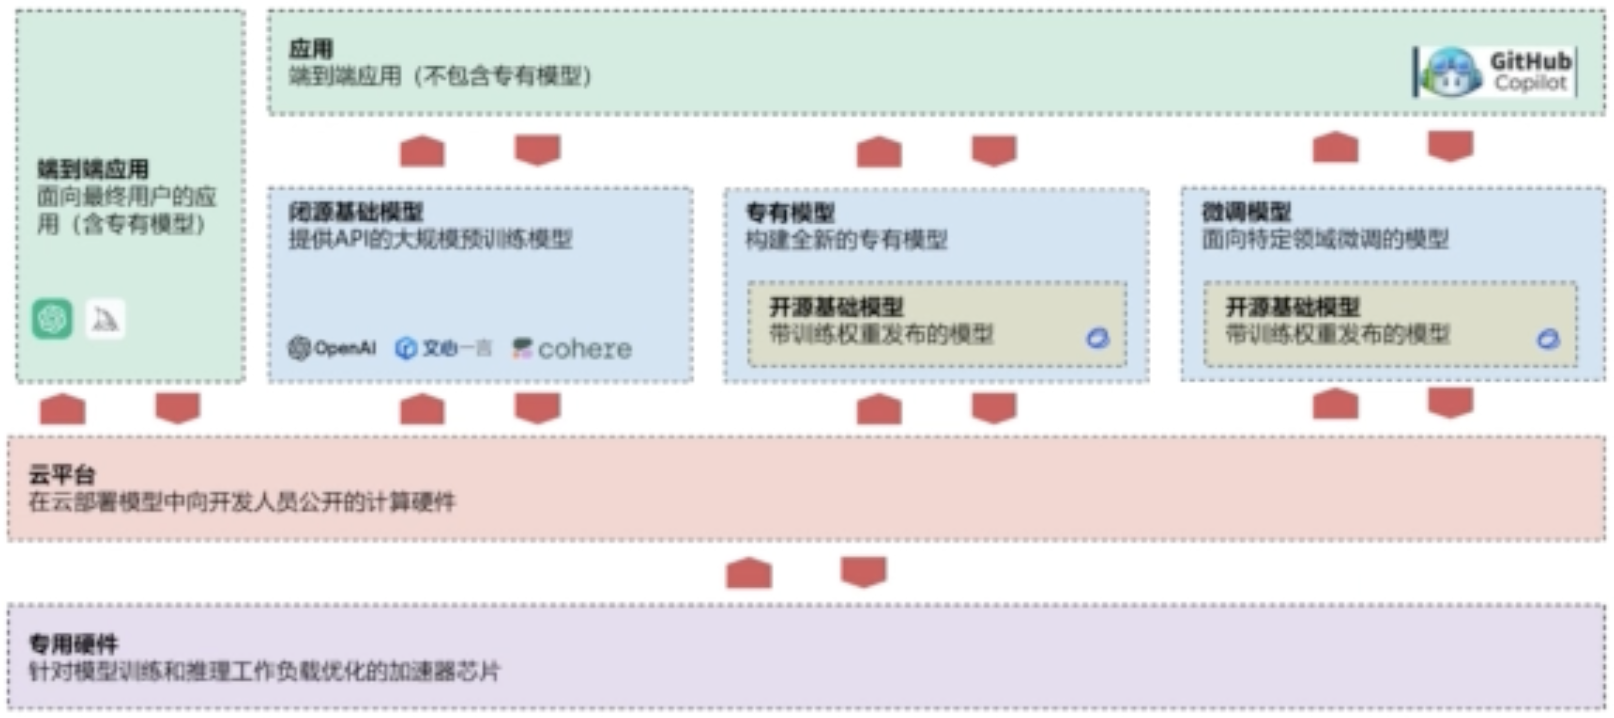 端到端应用
面向最终用户的应
用（含专有模型）
应用
端到端应用（不包含专有模型）
GitHub
Copilot
闭源基础模型
提供API的大规模预训练模型
OpenAI
文心一言
cohere
专有模型
构建全新的专有模型
开源基础模型
带训练权重发布的模型
微调模型
面向特定领域微调的模型
开源基础模型
带训练权重发布的模型
云平台
在云部署模型中向开发人员公开的计算硬件
专用硬件
针对模型训练和推理工作负载优化的加速器芯片